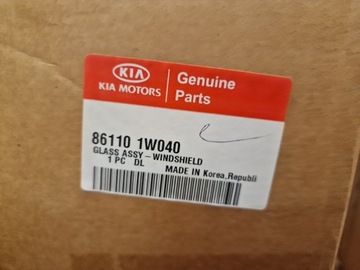 KIA
KIA MOTORS
Genuine
Parts
86110 1W040
GLASS ASSY-WINDSHIELD
1 PC DL
MADE IN Korea,Republi